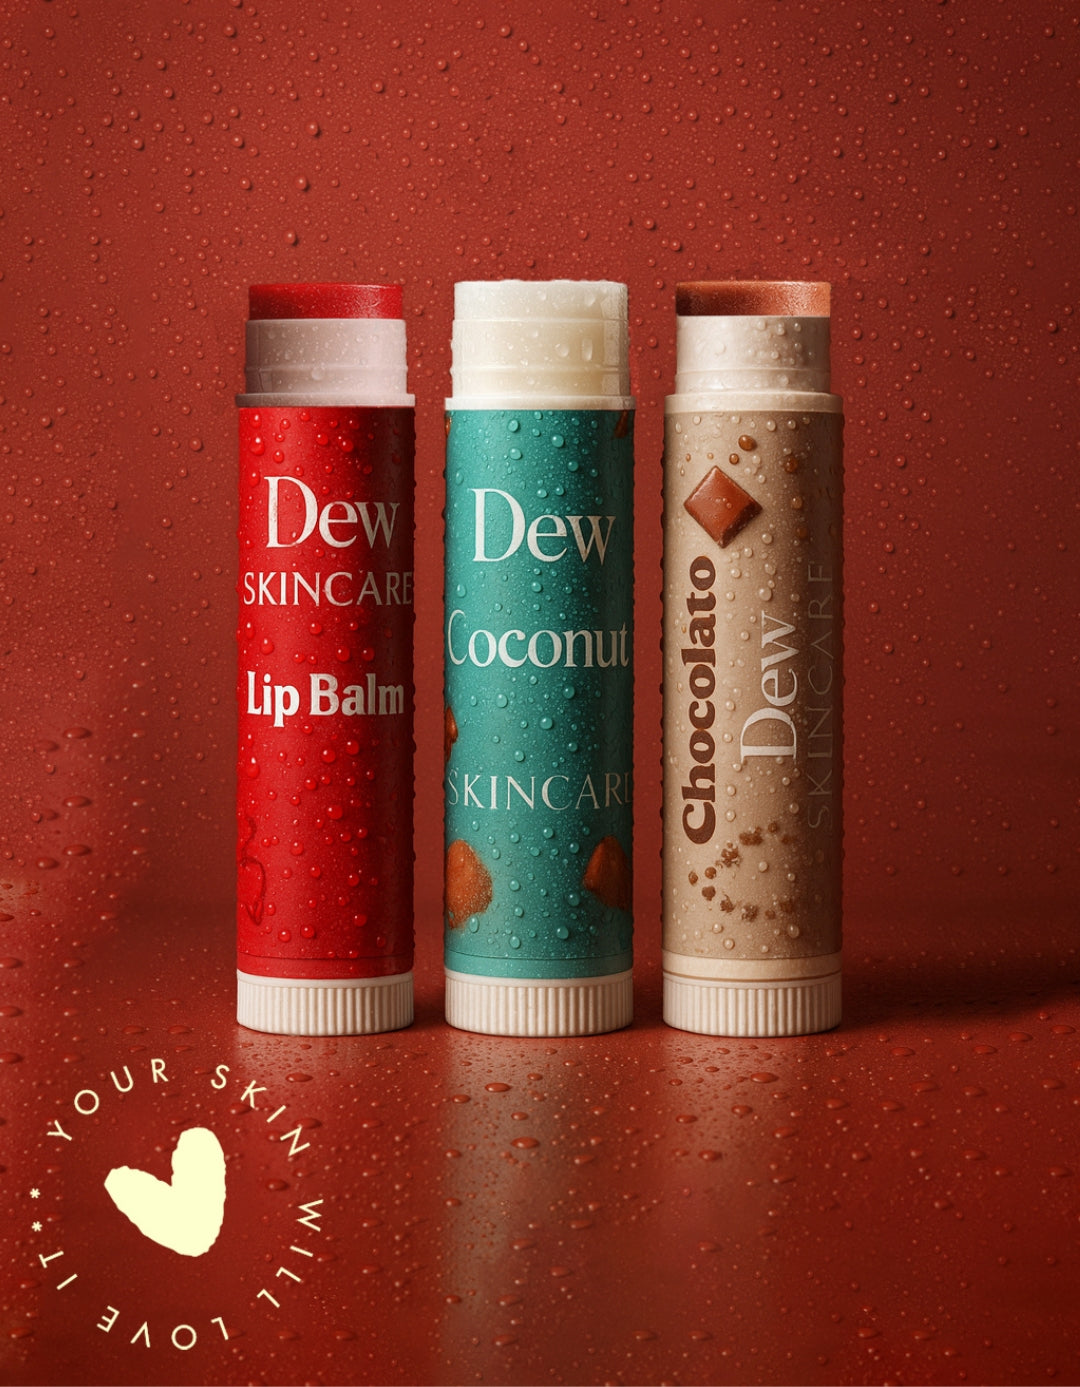 Dew
SKINCARE
Lip Balm
Dew
Coconut
SKINCARE
Chocolato
Dew
SKINCARE
YOUR SKIN WILL LOVE IT**